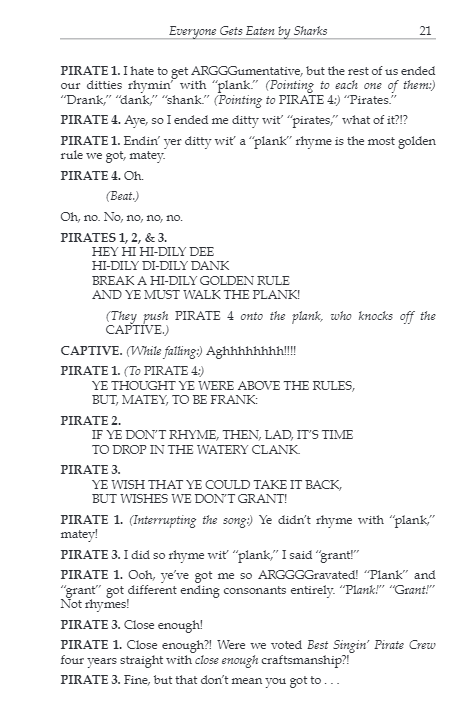 Everyone Gets Eaten by Sharks 21
PIRATE 1. I hate to get ARGGGumentative, but the rest of us ended
our ditties rhymin' with "plank." (Pointing to each one of them:)
"Drank," "dank," "shank." (Pointing to PIRATE 4:) "Pirates."
PIRATE 4. Aye, so I ended me ditty wit' "pirates," what of it?!?
PIRATE 1. Endin' yer ditty wit' a "plank" rhyme is the most golden
rule we got, matey.
PIRATE 4. Oh.
(Beat.)
Oh, no. No, no, no, no.
PIRATES 1, 2, & 3.
HEY HI HI-DILY DEE
HI-DILY DI-DILY DANK
BREAK A HI-DILY GOLDEN RULE
AND YE MUST WALK THE PLANK!
(They push PIRATE 4 onto the plank, who knocks off the
CAPTIVE.)
CAPTIVE. (While falling:) Aghhhhhhhh!!!!
PIRATE 1. (To PIRATE 4:)
YE THOUGHT YE WERE ABOVE THE RULES,
BUT, MATEY, TO BE FRANK:
PIRATE 2.
IF YE DON'T RHYME, THEN, LAD, IT'S TIME
TO DROP IN THE WATERY CLANK.
PIRATE 3.
YE WISH THAT YE COULD TAKE IT BACK,
BUT WISHES WE DON'T GRANT!
PIRATE 1. (Interrupting the song:) Ye didn't rhyme with "plank,"
matey!
PIRATE 3. I did so rhyme wit' "plank," I said "grant!"
PIRATE 1. Ooh, ye've got me so ARGGGGravated! "Plank" and
"grant" got different ending consonants entirely. "Plank!" "Grant!"
Not rhymes!
PIRATE 3. Close enough!
PIRATE 1. Close enough?! Were we voted Best Singin' Pirate Crew
four years straight with close enough craftsmanship?!
PIRATE 3. Fine, but that don't mean you got to . . .